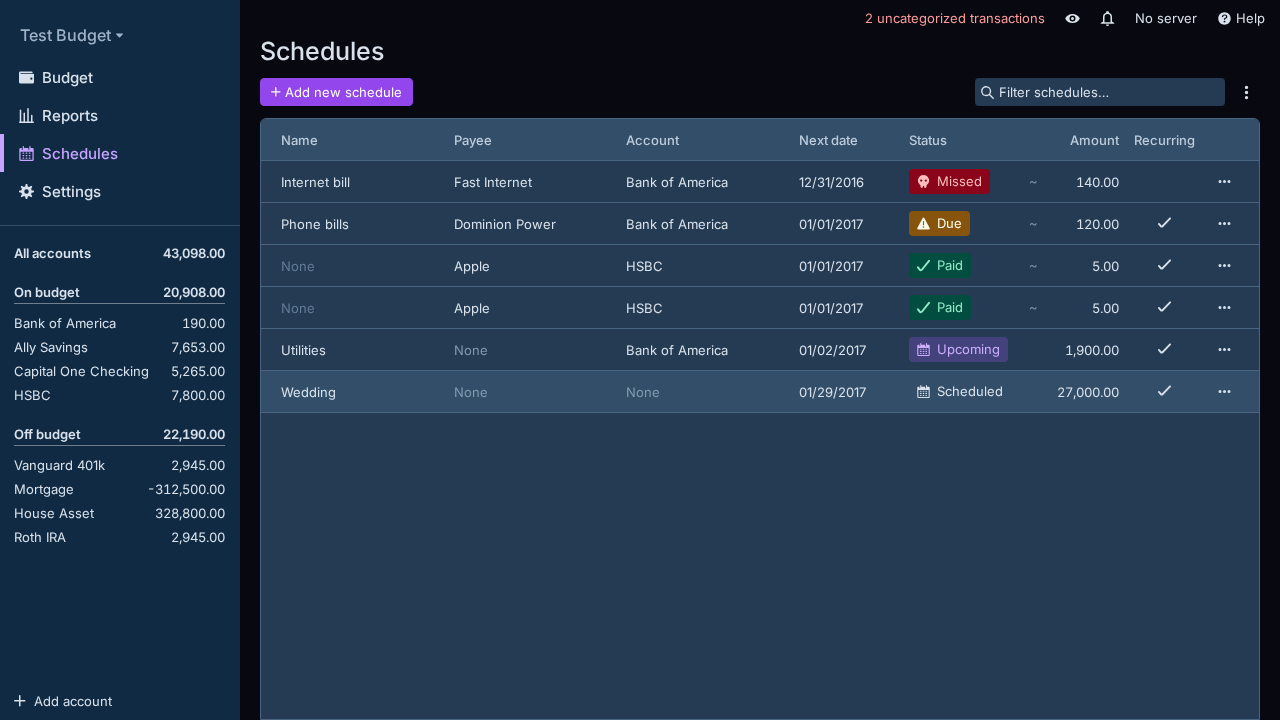 Test Budget
Budget
Reports
Schedules
Settings
All accounts 43,098.00
On budget 20,908.00
Bank of America 190.00
Ally Savings 7,653.00
Capital One Checking 5,265.00
HSBC 7,800.00
Off budget 22,190.00
Vanguard 401k 2,945.00
Mortgage -312,500.00
House Asset 328,800.00
Roth IRA 2,945.00
Add account
2 uncategorized transactions No server Help
Schedules
Add new schedule Filter schedules...
Name Payee Account Next date Status Amount Recurring
Internet bill Fast Internet Bank of America 12/31/2016 Missed ~ 140.00
Phone bills Dominion Power Bank of America 01/01/2017 Due ~ 120.00
None Apple HSBC 01/01/2017 Paid ~ 5.00
None Apple HSBC 01/01/2017 Paid ~ 5.00
Utilities None Bank of America 01/02/2017 Upcoming 1,900.00
Wedding None None 01/29/2017 Scheduled 27,000.00